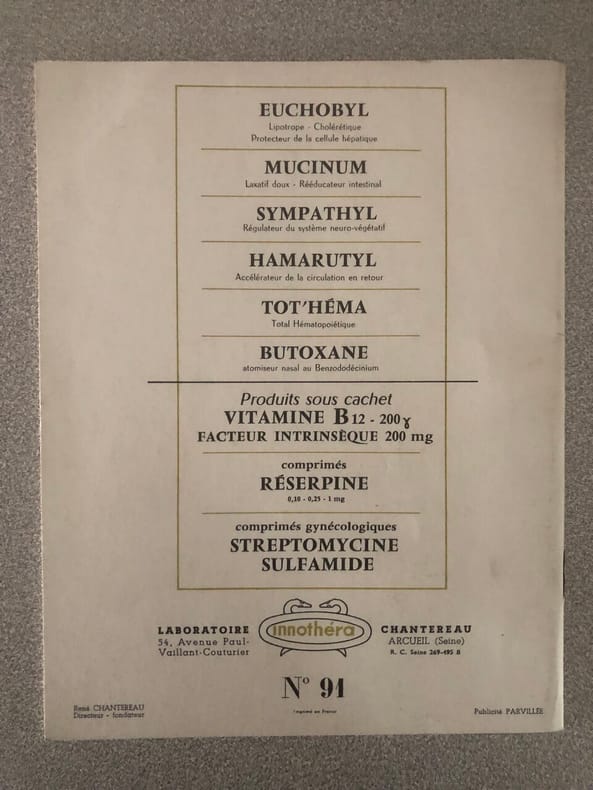 EUCHOBYL
Lipotrope - Cholérétique
Protecteur de la cellule hépatique
MUCINUM
Laxatif doux - Rééducateur intestinal
SYMPATHYL
Régulateur du système neuro-végétatif
HAMARUTYL
Accélérateur de la circulation en retour
TOT'HÉMA
Total Hématopoïétique
BUTOXANE
atomiseur nasal au Benzododécinium
Produits sous cachet
VITAMINE B12 - 200ɣ
FACTEUR INTRINSÈQUE 200 mg
comprimés
RÉSERPINE
0,10 - 0,25 - 1 mg
comprimés gynécologiques
STREPTOMYCINE
SULFAMIDE
LABORATOIRE innothéra CHANTEREAU
54, Avenue Paul- ARCUEIL (Seine)
Vaillant-Couturier R. C. Seine 269-495 B
N° 91
René CHANTEREAU Imprimé en France Publicité PARVILLÉE
Directeur - fondateur